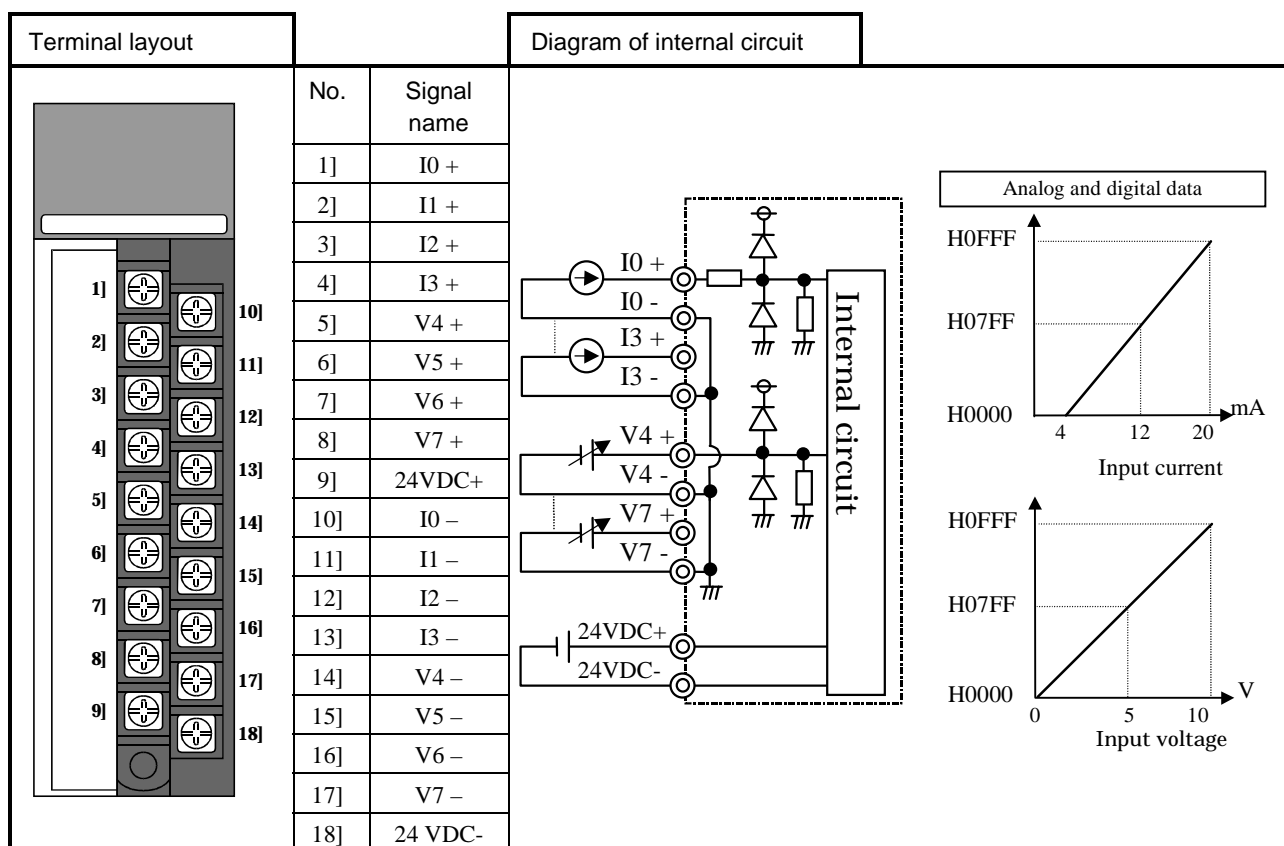 Terminal layout
Diagram of internal circuit
No. Signal name
1] I0 +
2] I1 +
3] I2 +
4] I3 +
5] V4 +
6] V5 +
7] V6 +
8] V7 +
9] 24VDC+
10] I0 –
11] I1 –
12] I2 –
13] I3 –
14] V4 –
15] V5 –
16] V6 –
17] V7 –
18] 24 VDC-
1]
2]
3]
4]
5]
6]
7]
8]
9]
10]
11]
12]
13]
14]
15]
16]
17]
18]
I0 +
I0 -
I3 +
I3 -
V4 +
V4 -
V7 +
V7 -
24VDC+
24VDC-
Internal circuit
Analog and digital data
H0FFF
H07FF
H0000
4 12 20 mA
Input current
H0FFF
H07FF
H0000
0 5 10 V
Input voltage